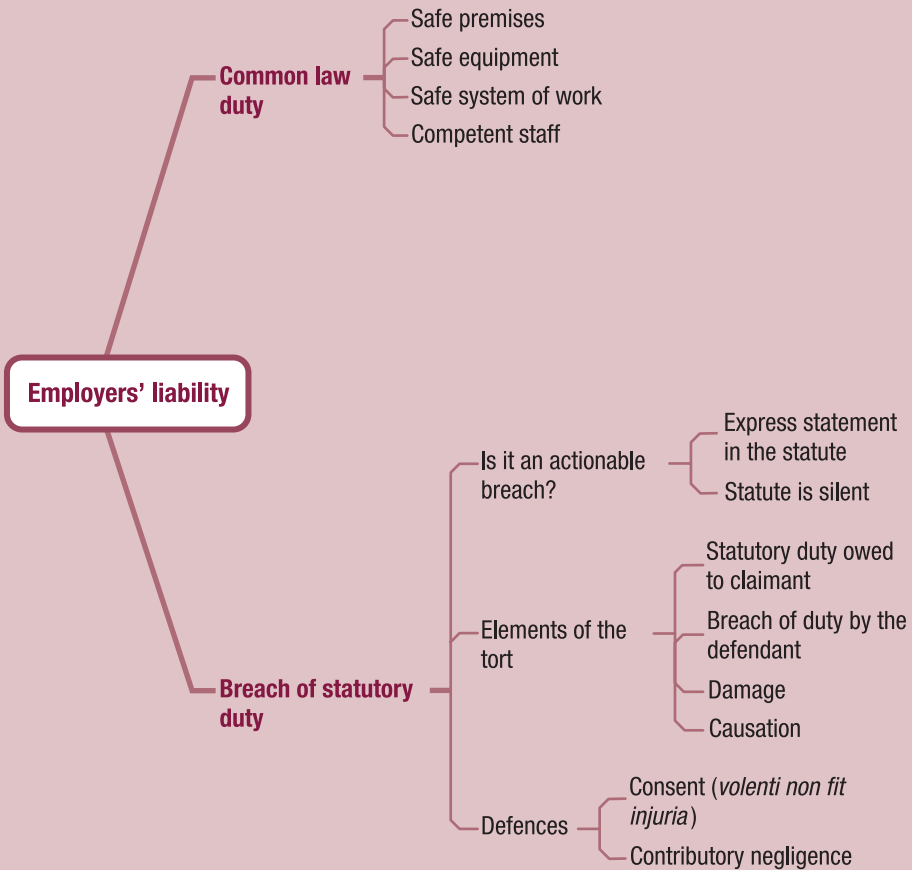 Safe premises
Safe equipment
Safe system of work
Competent staff
Common law
duty
Employers’ liability
Breach of statutory
duty
Is it an actionable
breach?
Express statement
in the statute
Statute is silent
Elements of the
tort
Statutory duty owed
to claimant
Breach of duty by the
defendant
Damage
Causation
Defences
Consent (volenti non fit
injuria)
Contributory negligence